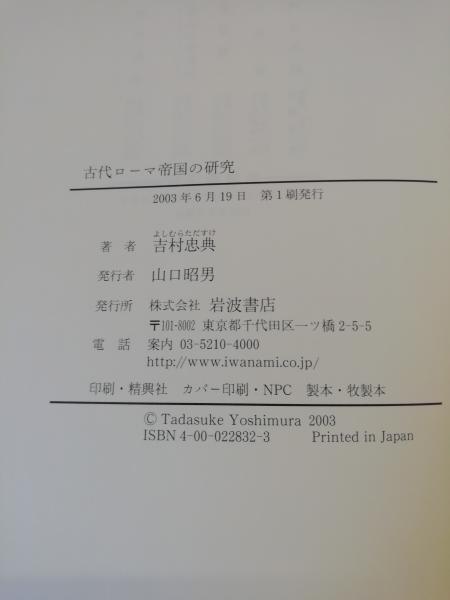 古代ローマ帝国の研究
2003年6月19日 第1刷発行
よしむらただすけ
著者 吉村忠典
発行者 山口昭男
発行所 株式会社 岩波書店
〒101-8002 東京都千代田区一ツ橋2-5-5
電話 案内 03-5210-4000
http://www.iwanami.co.jp/
印刷・精興社 カバー印刷・NPC 製本・牧製本
© Tadasuke Yoshimura 2003
ISBN 4-00-022832-3 Printed in Japan